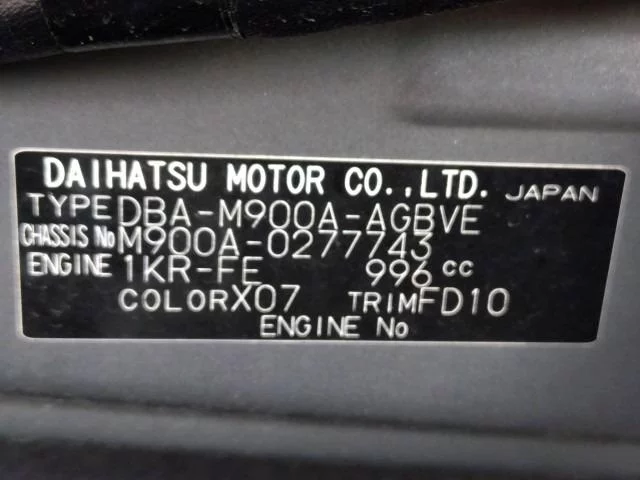 DAIHATSU MOTOR CO.,LTD. JAPAN
TYPE DBA-M900A-AGBVE
CHASSIS No M900A-0277743
ENGINE 1KR-FE 996 cc
COLOR X07 TRIM FD10
ENGINE No